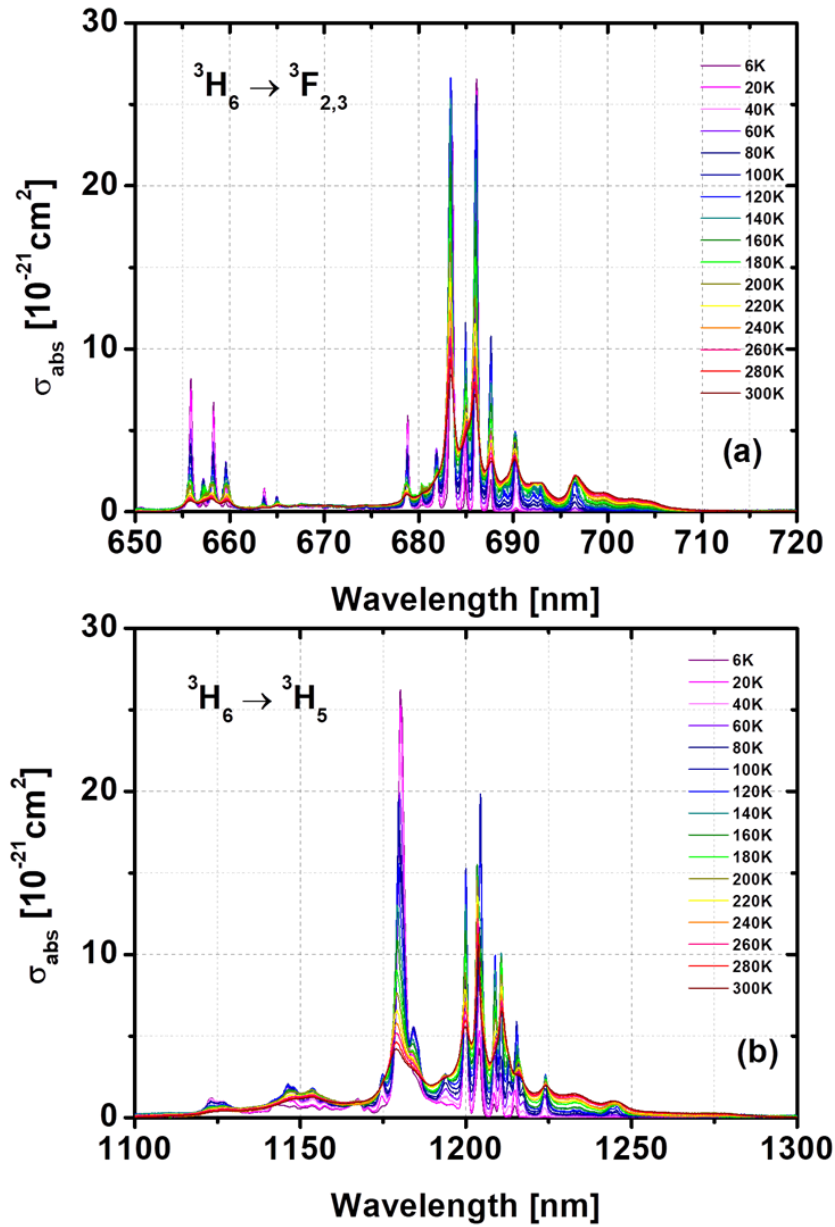 30
20
10
0
σabs [10⁻²¹cm²]
³H₆ → ³F₂,₃
6K
20K
40K
60K
80K
100K
120K
140K
160K
180K
200K
220K
240K
260K
280K
300K
(a)
650 660 670 680 690 700 710 720
Wavelength [nm]
30
20
10
0
σabs [10⁻²¹cm²]
³H₆ → ³H₅
6K
20K
40K
60K
80K
100K
120K
140K
160K
180K
200K
220K
240K
260K
280K
300K
(b)
1100 1150 1200 1250 1300
Wavelength [nm]